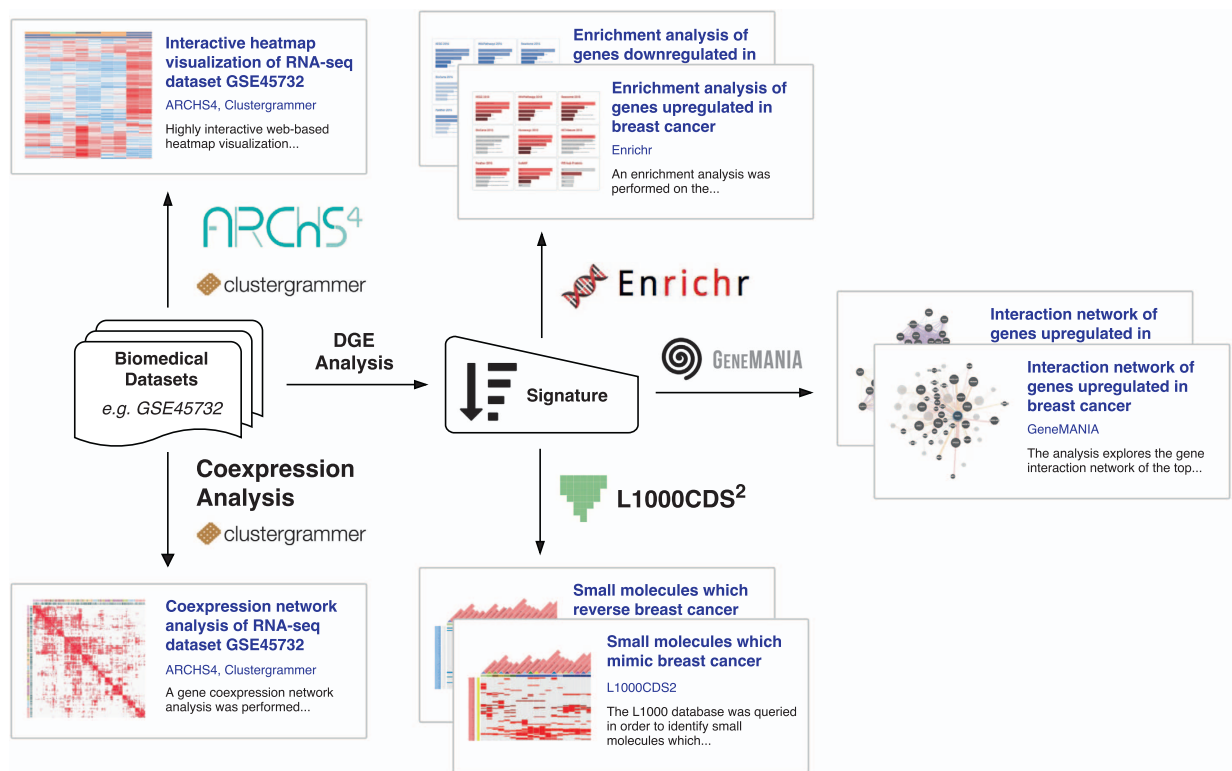 Interactive heatmap
visualization of RNA-seq
dataset GSE45732
ARCHS4, Clustergrammer
Highly interactive web-based
heatmap visualization...
Enrichment analysis of
genes downregulated in
Enrichment analysis of
genes upregulated in
breast cancer
Enrichr
An enrichment analysis was
performed on the...
ARCHS4
clustergrammer
Enrichr
Biomedical
Datasets
e.g. GSE45732
DGE
Analysis
Signature
GENEMANIA
Interaction network of
genes upregulated in
Interaction network of
genes upregulated in
breast cancer
GeneMANIA
The analysis explores the gene
interaction network of the top...
Coexpression
Analysis
clustergrammer
L1000CDS²
Coexpression network
analysis of RNA-seq
dataset GSE45732
ARCHS4, Clustergrammer
A gene coexpression network
analysis was performed...
Small molecules which
reverse breast cancer
Small molecules which
mimic breast cancer
L1000CDS2
The L1000 database was queried
in order to identify small
molecules which...